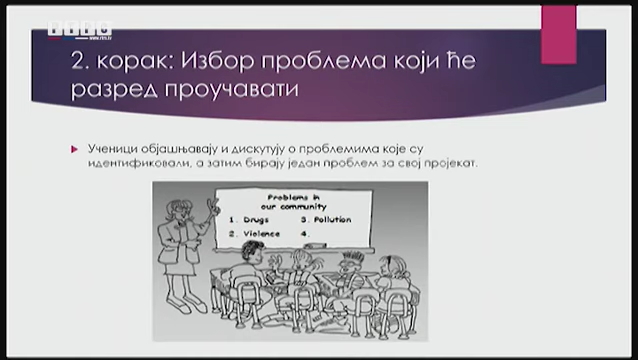 2. корак: Избор проблема који ће
разред проучавати
Ученици објашњавају и дискутују о проблемима које су
идентификовали, а затим бирају један проблем за свој пројекат.
Problems in
our community
1. Drugs 3. Pollution
2. Violence 4.